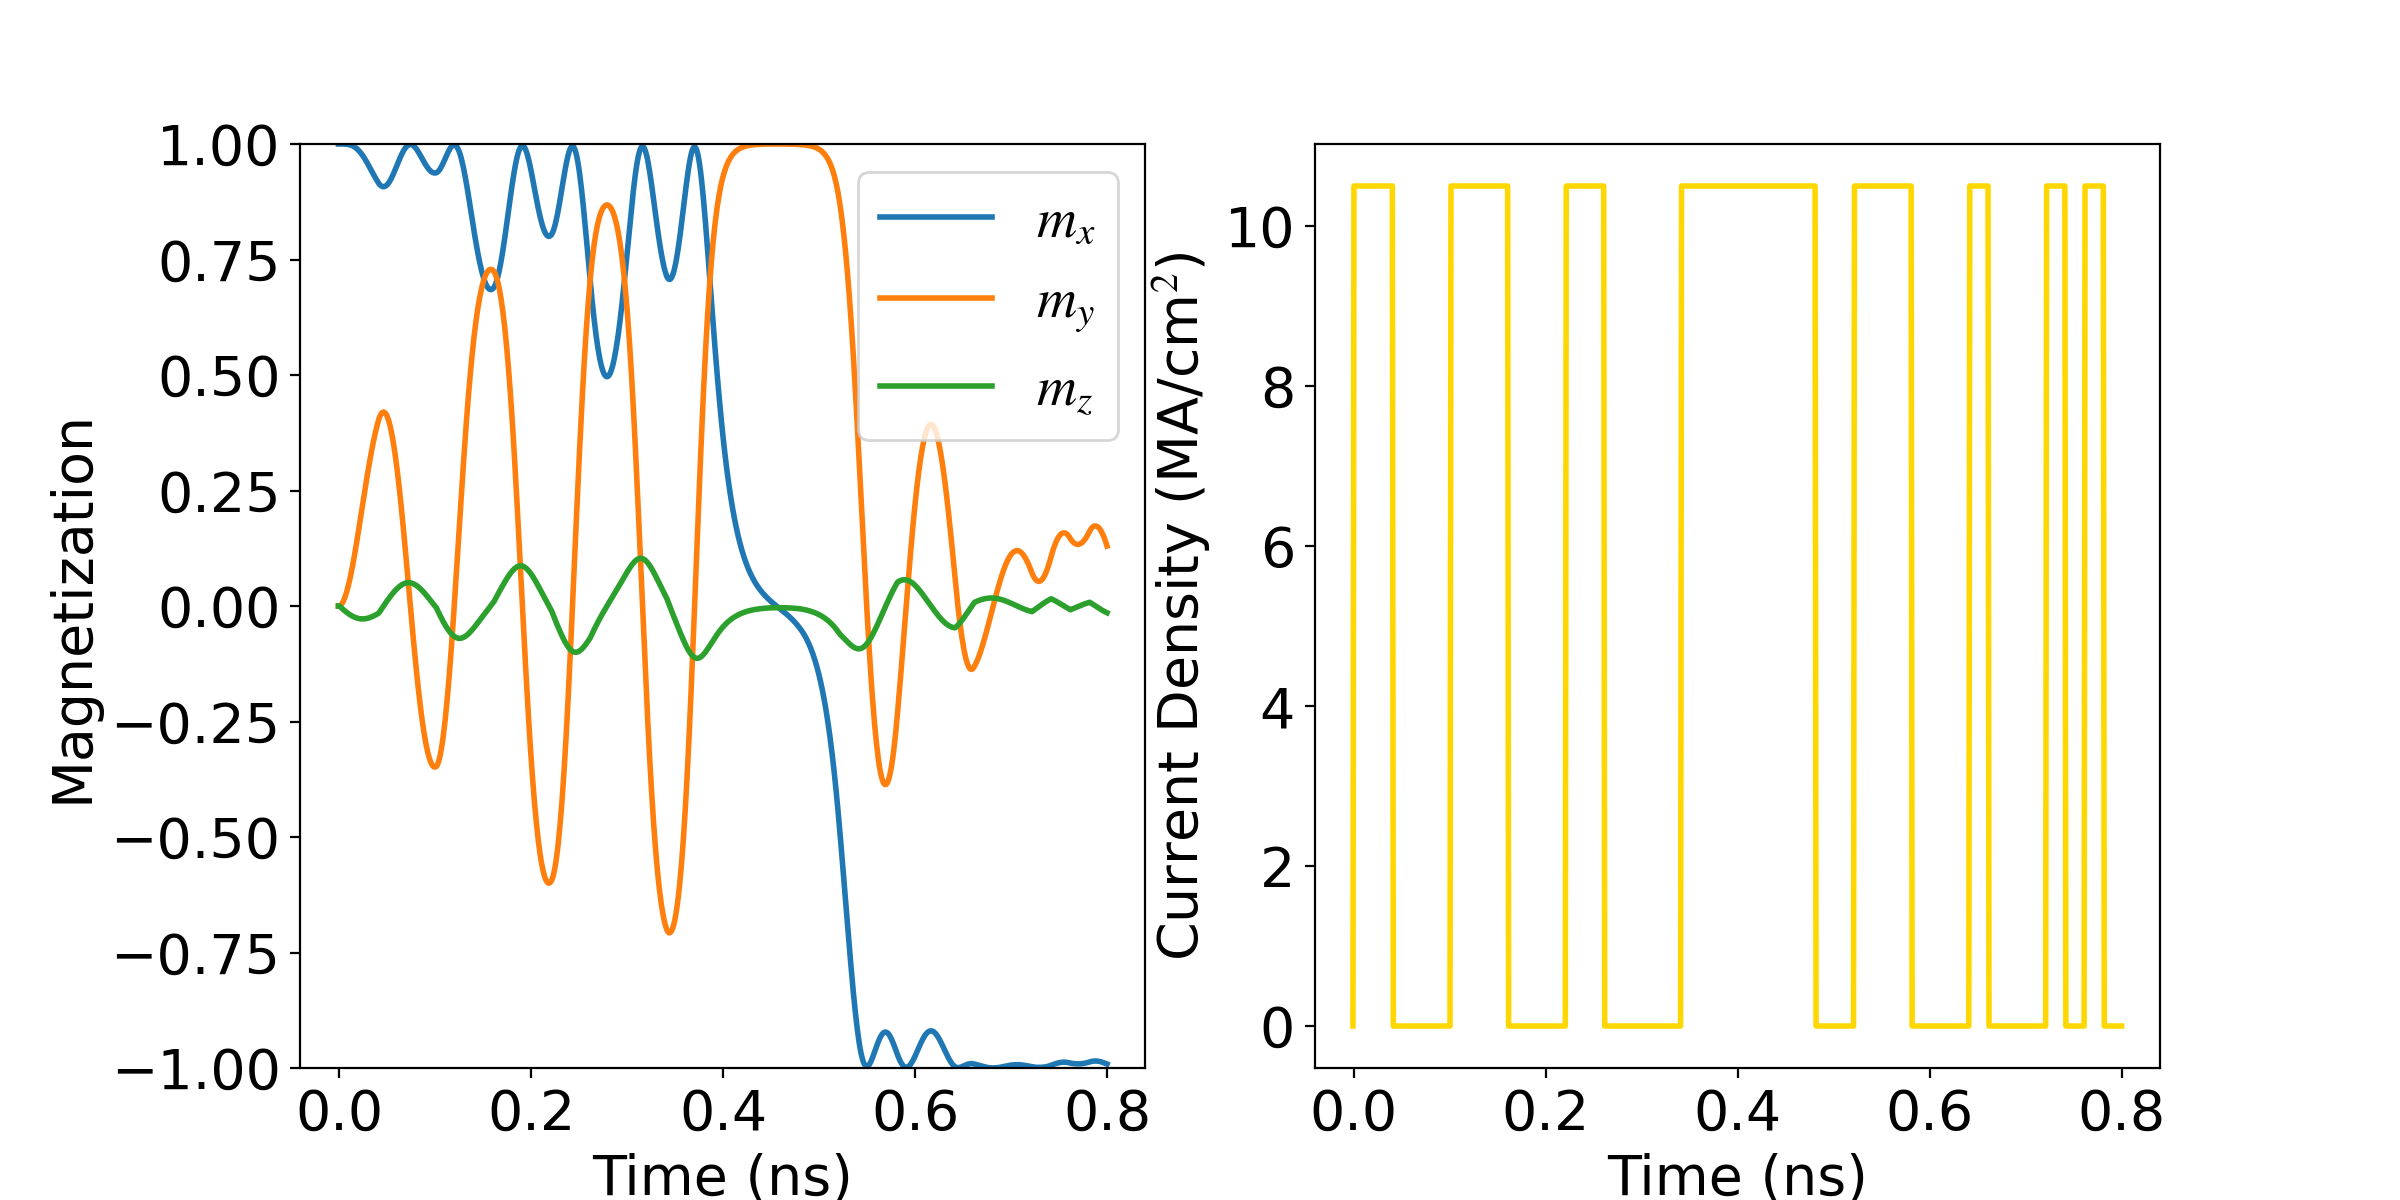 Magnetization
1.00
0.75
0.50
0.25
0.00
−0.25
−0.50
−0.75
−1.00
0.0 0.2 0.4 0.6 0.8
Time (ns)
m_x
m_y
m_z
Current Density (MA/cm²)
10
8
6
4
2
0
0.0 0.2 0.4 0.6 0.8
Time (ns)